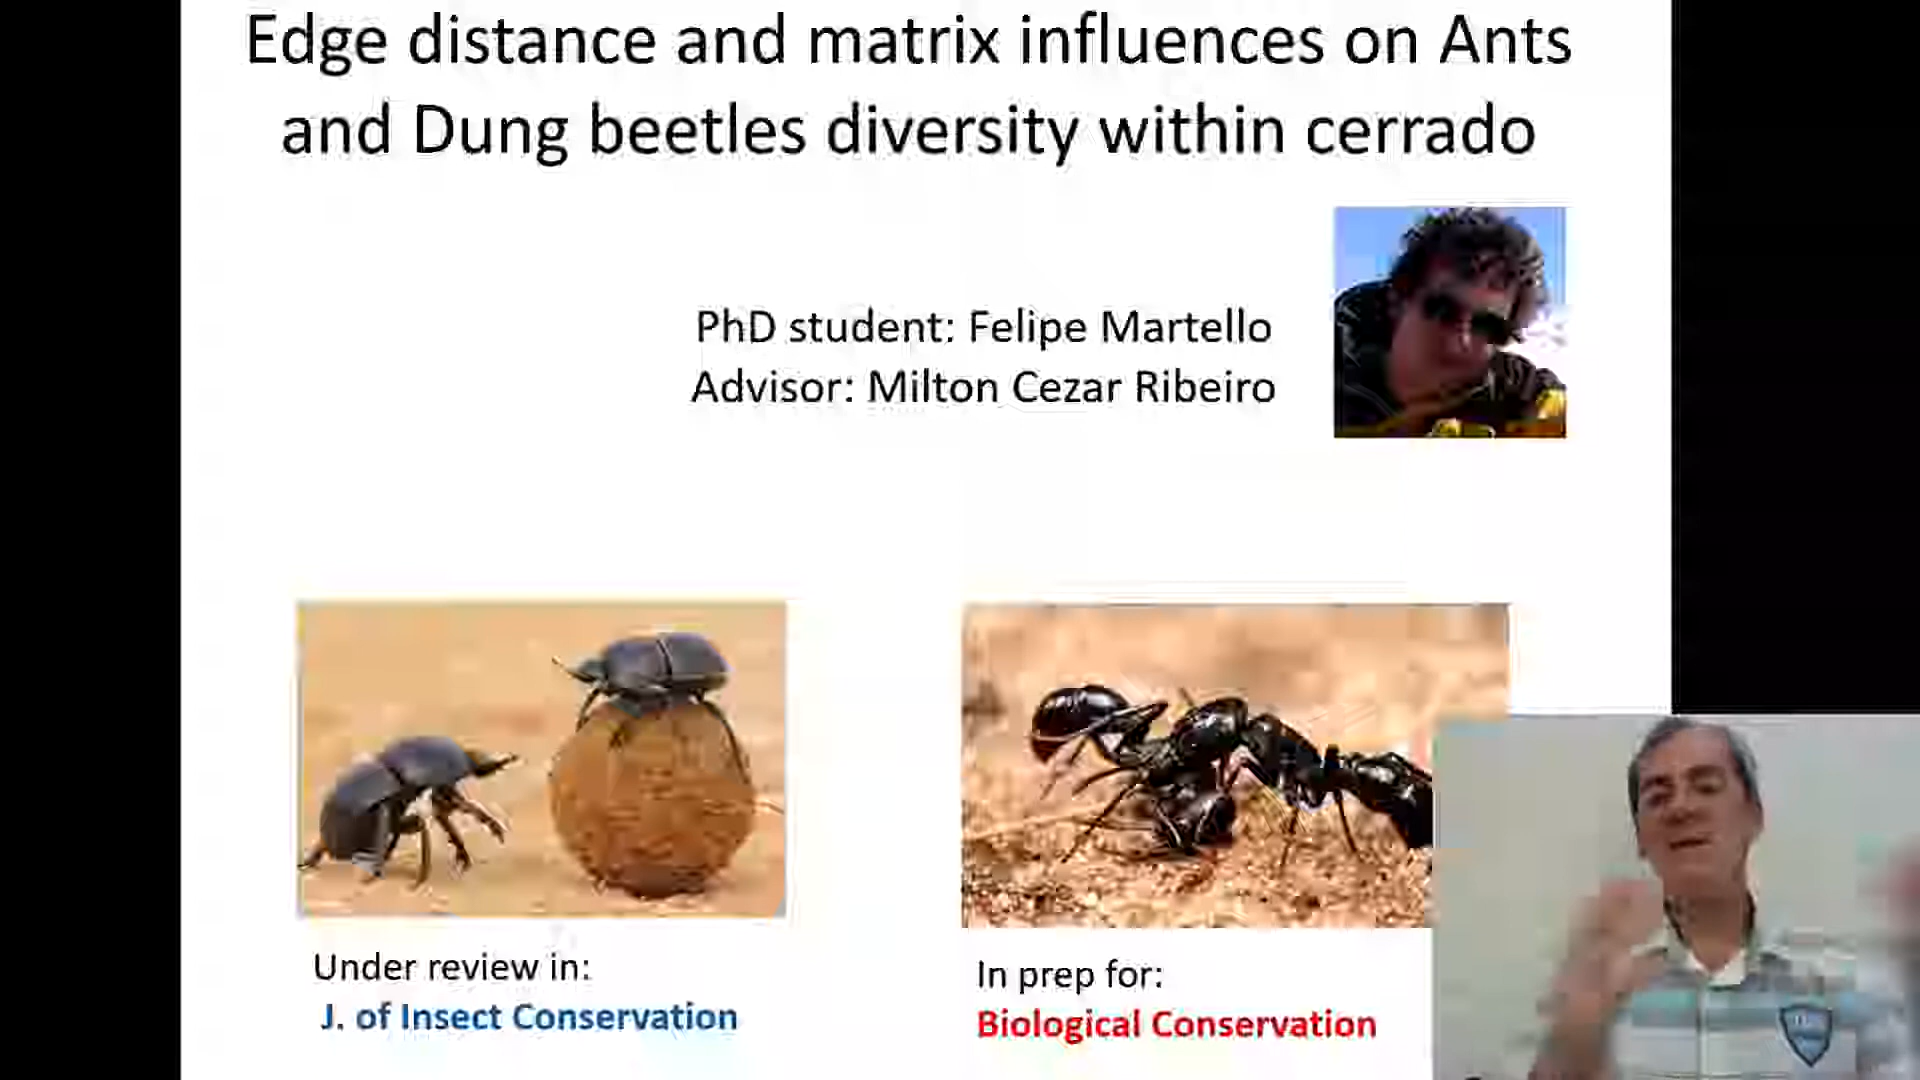 Edge distance and matrix influences on Ants
and Dung beetles diversity within cerrado
PhD student: Felipe Martello
Advisor: Milton Cezar Ribeiro
Under review in:
J. of Insect Conservation
In prep for:
Biological Conservation